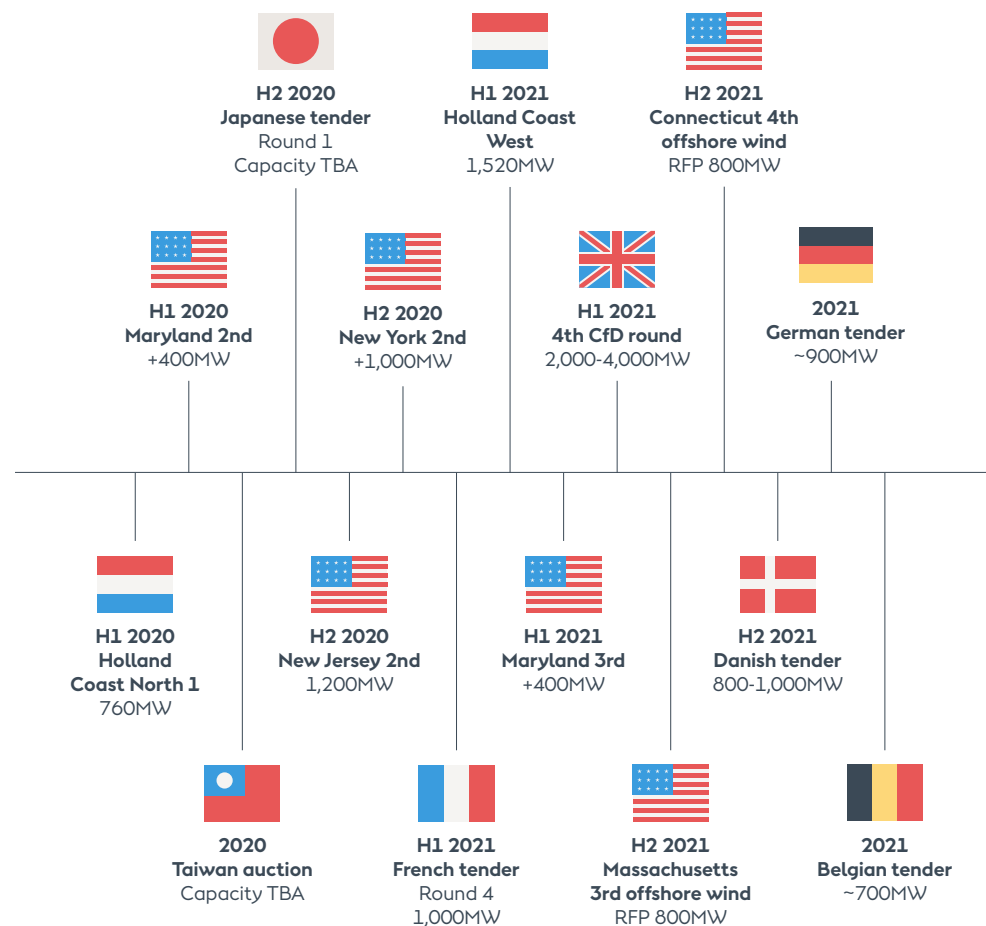 H2 2020
Japanese tender
Round 1
Capacity TBA
H1 2021
Holland Coast
West
1,520MW
H2 2021
Connecticut 4th
offshore wind
RFP 800MW
H1 2020
Maryland 2nd
+400MW
H2 2020
New York 2nd
+1,000MW
H1 2021
4th CfD round
2,000-4,000MW
2021
German tender
~900MW
H1 2020
Holland
Coast North 1
760MW
H2 2020
New Jersey 2nd
1,200MW
H1 2021
Maryland 3rd
+400MW
H2 2021
Danish tender
800-1,000MW
2020
Taiwan auction
Capacity TBA
H1 2021
French tender
Round 4
1,000MW
H2 2021
Massachusetts
3rd offshore wind
RFP 800MW
2021
Belgian tender
~700MW